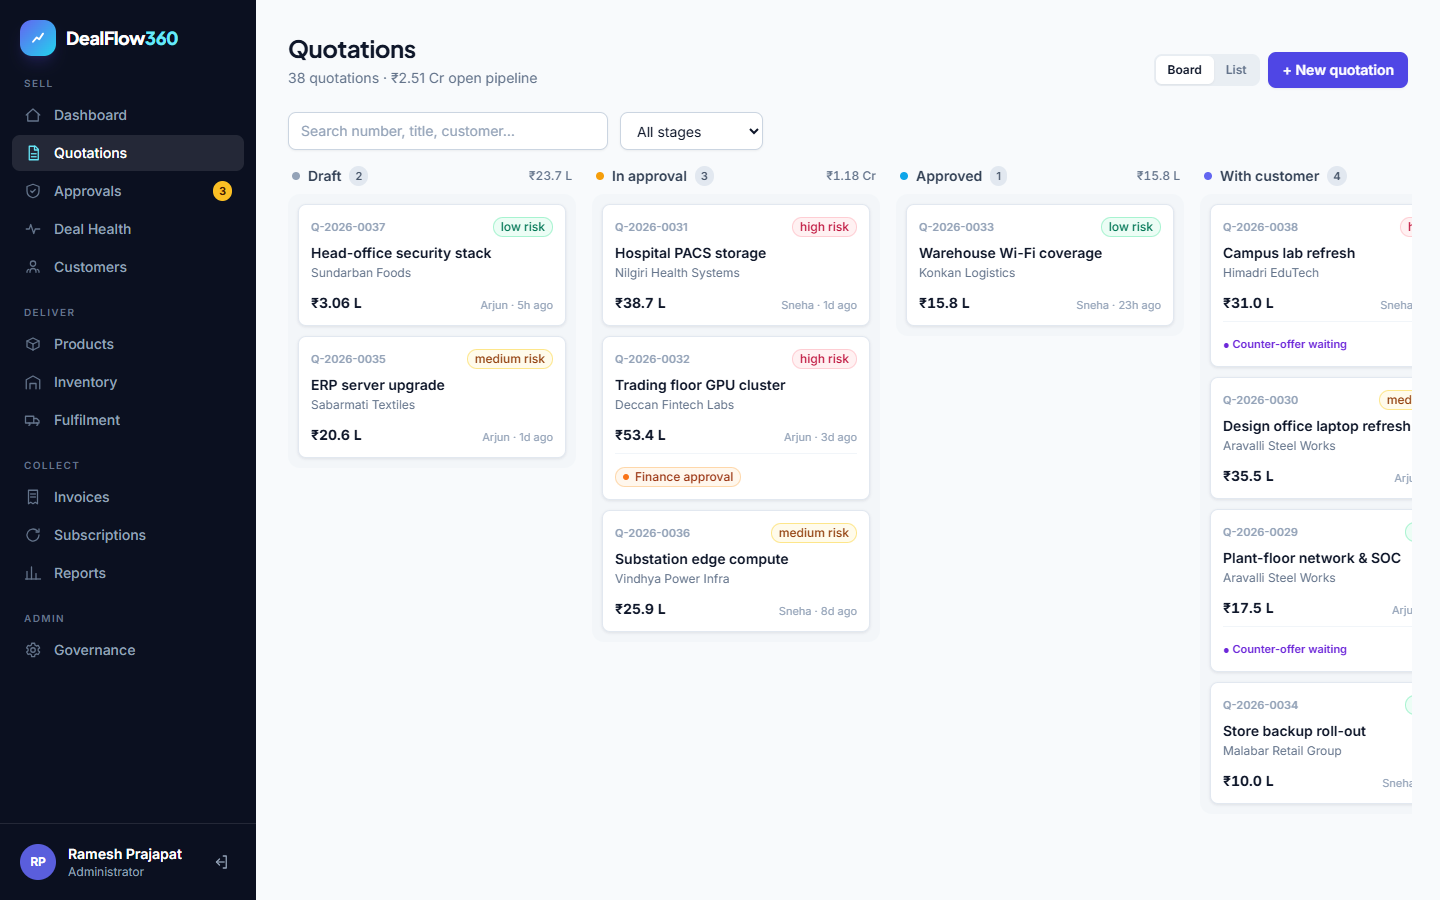 DealFlow360
SELL
Dashboard
Quotations
Approvals 3
Deal Health
Customers
DELIVER
Products
Inventory
Fulfilment
COLLECT
Invoices
Subscriptions
Reports
ADMIN
Governance
RP
Ramesh Prajapat
Administrator
Quotations
38 quotations · ₹2.51 Cr open pipeline
Board List
+ New quotation
Search number, title, customer...
All stages
Draft 2 ₹23.7 L
Q-2026-0037 low risk
Head-office security stack
Sundarban Foods
₹3.06 L Arjun · 5h ago
Q-2026-0035 medium risk
ERP server upgrade
Sabarmati Textiles
₹20.6 L Arjun · 1d ago
In approval 3 ₹1.18 Cr
Q-2026-0031 high risk
Hospital PACS storage
Nilgiri Health Systems
₹38.7 L Sneha · 1d ago
Q-2026-0032 high risk
Trading floor GPU cluster
Deccan Fintech Labs
₹53.4 L Arjun · 3d ago
Finance approval
Q-2026-0036 medium risk
Substation edge compute
Vindhya Power Infra
₹25.9 L Sneha · 8d ago
Approved 1 ₹15.8 L
Q-2026-0033 low risk
Warehouse Wi-Fi coverage
Konkan Logistics
₹15.8 L Sneha · 23h ago
With customer 4
Q-2026-0038
Campus lab refresh
Himadri EduTech
₹31.0 L Sneha
Counter-offer waiting
Q-2026-0030 med
Design office laptop refresh
Aravalli Steel Works
₹35.5 L Arju
Q-2026-0029
Plant-floor network & SOC
Aravalli Steel Works
₹17.5 L Arju
Counter-offer waiting
Q-2026-0034
Store backup roll-out
Malabar Retail Group
₹10.0 L Sneha